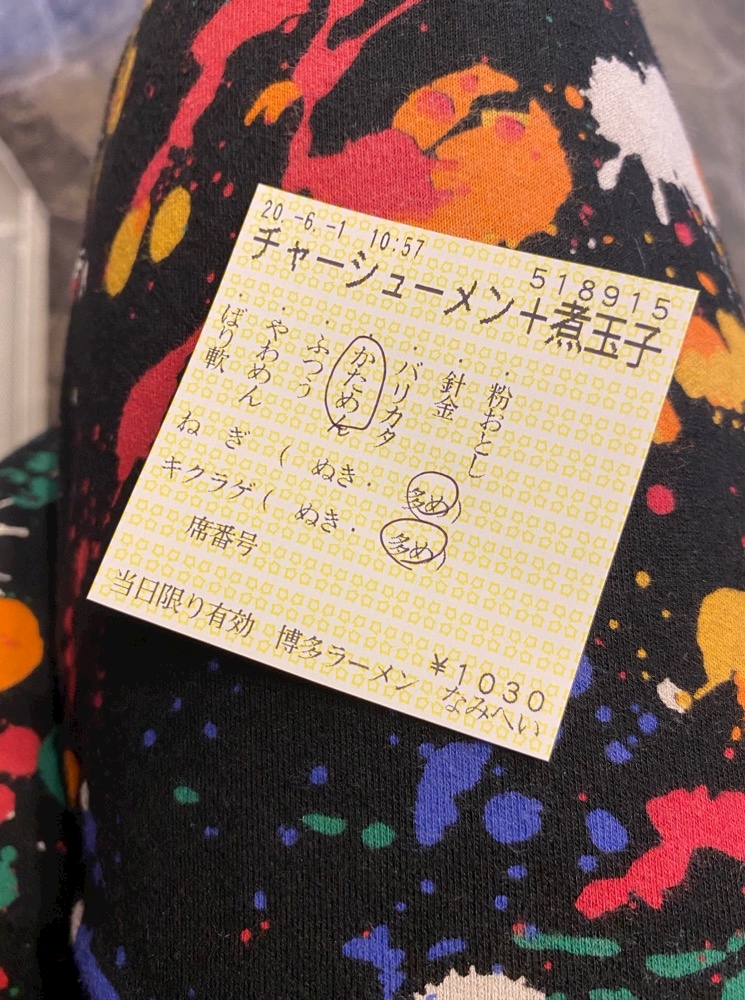 20.-6.-1 10:57
518915
チャーシューメン+煮玉子
・粉おとし
・針金
・バリカタ
・かためん
・ふつう
・やわめん
・ばり軟
ねぎ ( ぬき・ 多め)
キクラゲ( ぬき・ 多め)
席番号
¥1030
当日限り有効 博多ラーメン なみへい